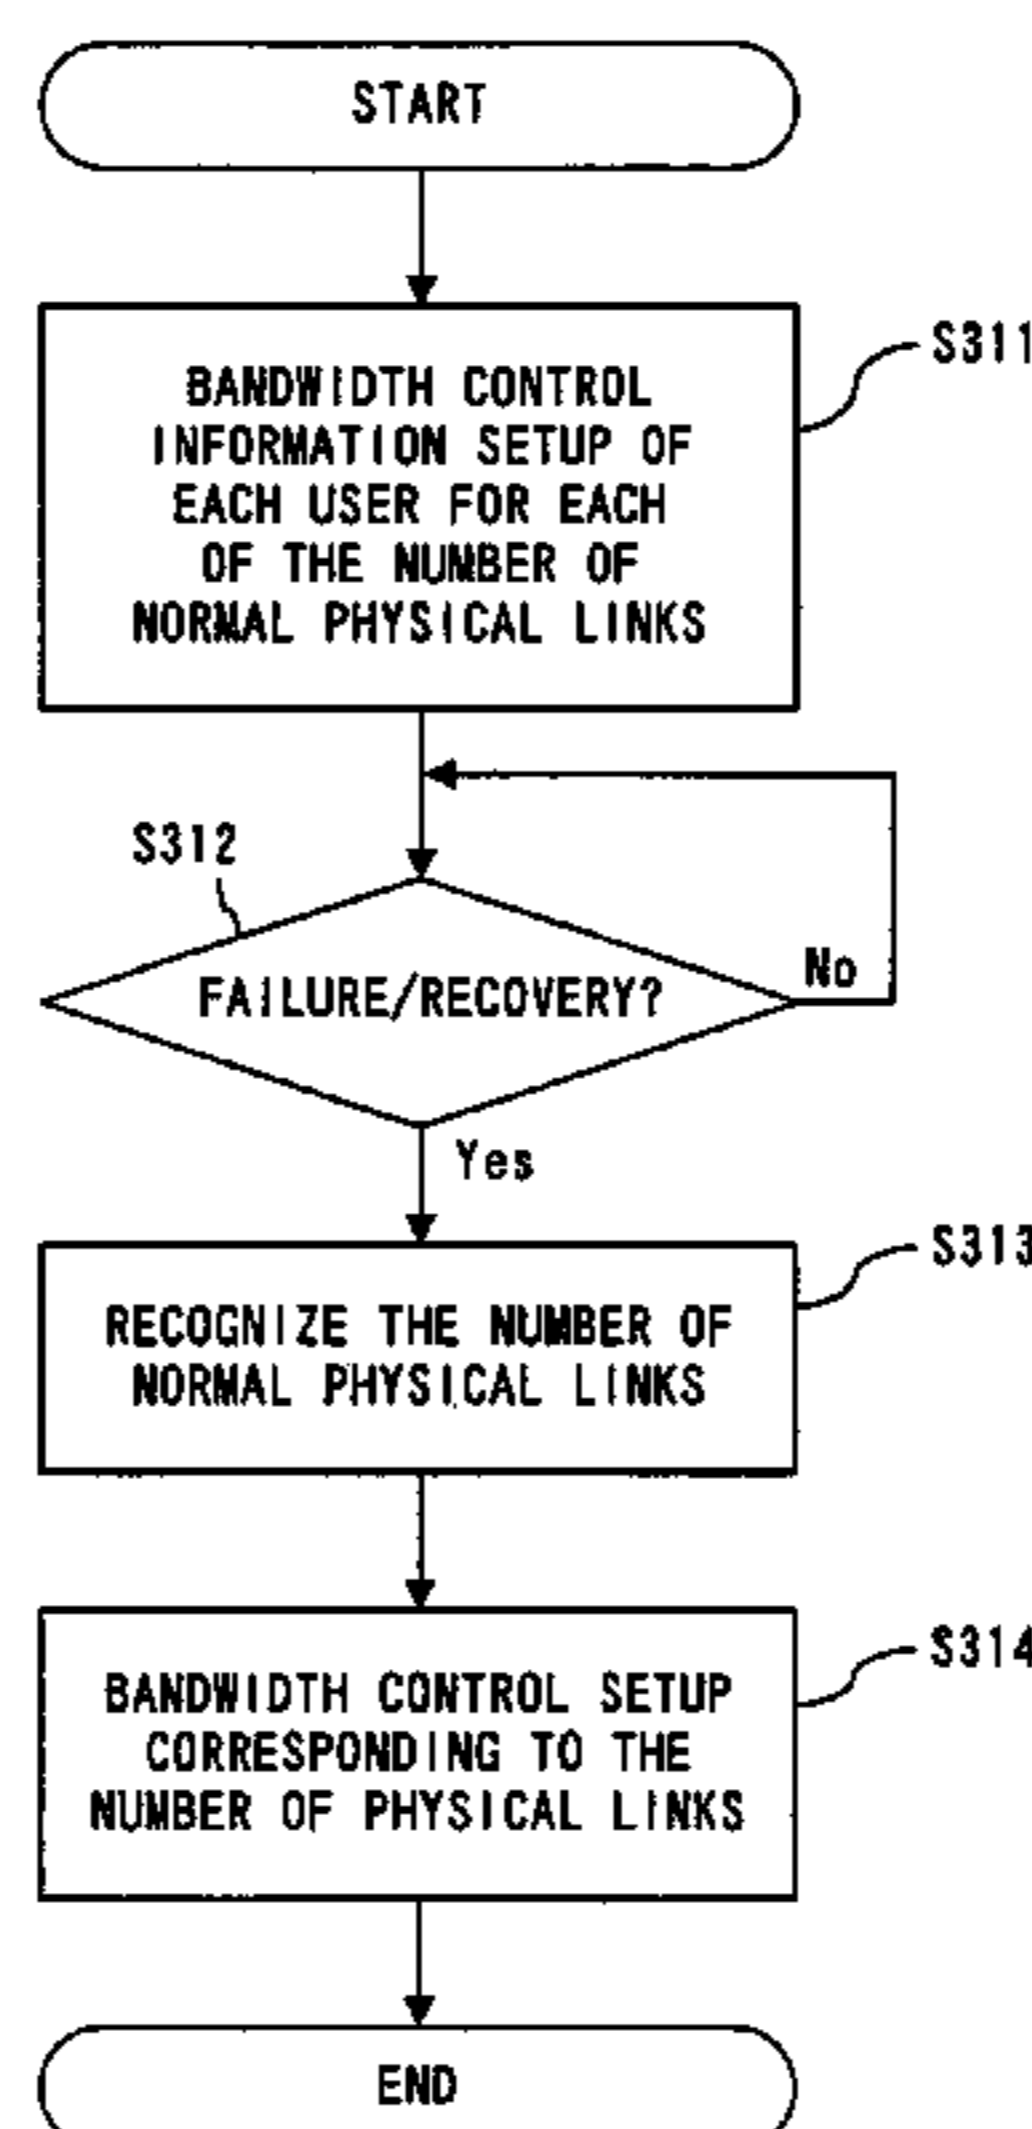 START
BANDWIDTH CONTROL
INFORMATION SETUP OF
EACH USER FOR EACH
OF THE NUMBER OF
NORMAL PHYSICAL LINKS
S311
S312
FAILURE/RECOVERY?
No
Yes
RECOGNIZE THE NUMBER OF
NORMAL PHYSICAL LINKS
S313
BANDWIDTH CONTROL SETUP
CORRESPONDING TO THE
NUMBER OF PHYSICAL LINKS
S314
END